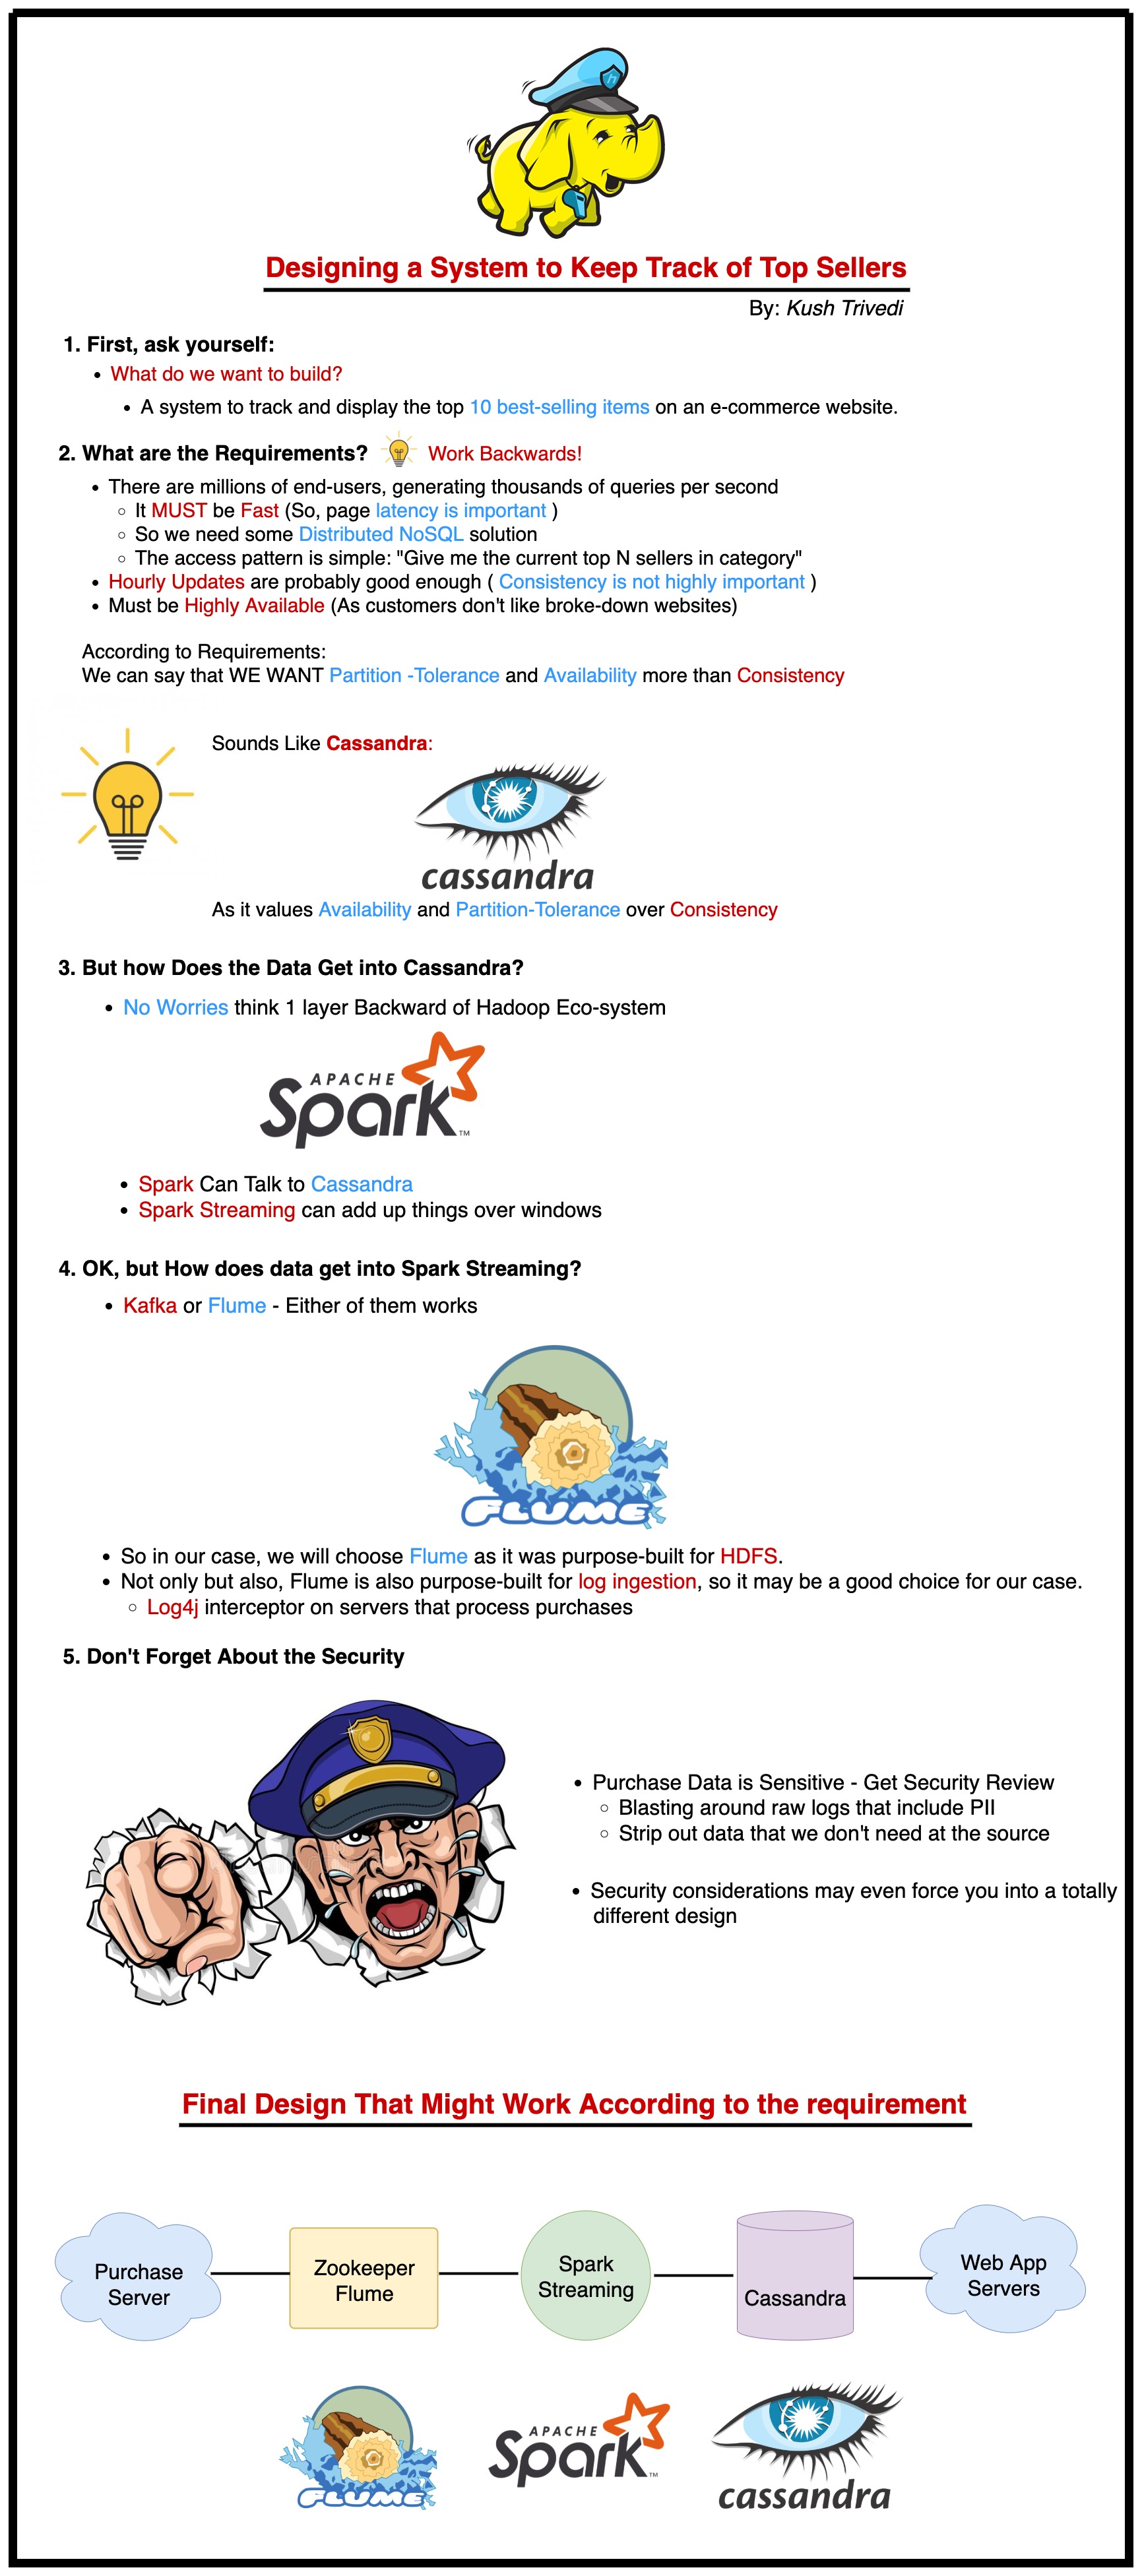 Designing a System to Keep Track of Top Sellers
By: Kush Trivedi
1. First, ask yourself:
• What do we want to build?
• A system to track and display the top 10 best-selling items on an e-commerce website.
2. What are the Requirements? Work Backwards!
• There are millions of end-users, generating thousands of queries per second
○ It MUST be Fast (So, page latency is important )
○ So we need some Distributed NoSQL solution
○ The access pattern is simple: "Give me the current top N sellers in category"
• Hourly Updates are probably good enough ( Consistency is not highly important )
• Must be Highly Available (As customers don't like broke-down websites)
According to Requirements:
We can say that WE WANT Partition -Tolerance and Availability more than Consistency
Sounds Like Cassandra:
cassandra
As it values Availability and Partition-Tolerance over Consistency
3. But how Does the Data Get into Cassandra?
• No Worries think 1 layer Backward of Hadoop Eco-system
APACHE
Spark™
• Spark Can Talk to Cassandra
• Spark Streaming can add up things over windows
4. OK, but How does data get into Spark Streaming?
• Kafka or Flume - Either of them works
FLUME
• So in our case, we will choose Flume as it was purpose-built for HDFS.
• Not only but also, Flume is also purpose-built for log ingestion, so it may be a good choice for our case.
○ Log4j interceptor on servers that process purchases
5. Don't Forget About the Security
• Purchase Data is Sensitive - Get Security Review
○ Blasting around raw logs that include PII
○ Strip out data that we don't need at the source
• Security considerations may even force you into a totally
different design
Final Design That Might Work According to the requirement
Purchase
Server
Zookeeper
Flume
Spark
Streaming
Cassandra
Web App
Servers
FLUME
APACHE
Spark™
cassandra